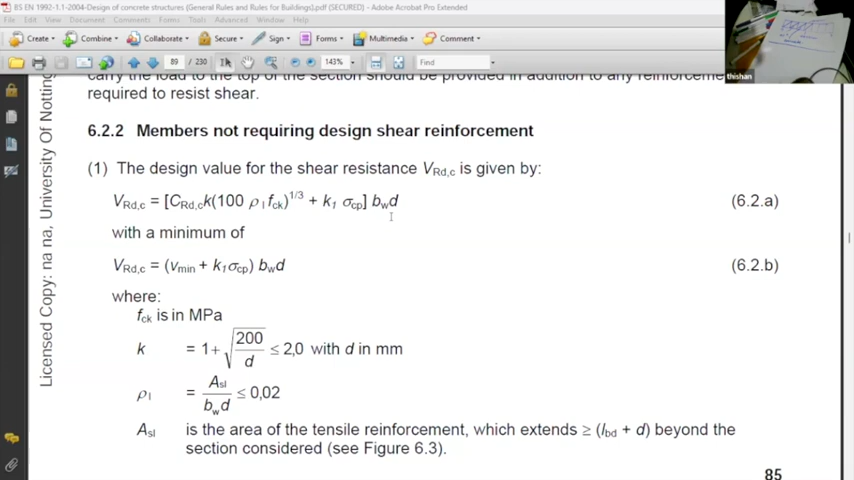 BS EN 1992-1.1-2004-Design of concrete structures (General Rules and Rules for Buildings).pdf (SECURED) - Adobe Acrobat Pro Extended
File Edit View Document Comments Forms Tools Advanced Window Help
Create Combine Collaborate Secure Sign Forms Multimedia Comment
89 / 230 143% Find
thishan
carry the load to the top of the section should be provided in addition to any reinforceme
required to resist shear.
6.2.2 Members not requiring design shear reinforcement
(1) The design value for the shear resistance VRd,c is given by:
VRd,c = [CRd,ck(100 ρl fck)^1/3 + k1 σcp] bwd (6.2.a)
with a minimum of
VRd,c = (vmin + k1σcp) bwd (6.2.b)
where:
fck is in MPa
k = 1+ √(200/d) ≤ 2,0 with d in mm
ρl = Asl/bwd ≤ 0,02
Asl is the area of the tensile reinforcement, which extends ≥ (lbd + d) beyond the
section considered (see Figure 6.3).
85
Licensed Copy: na na, University Of Notting